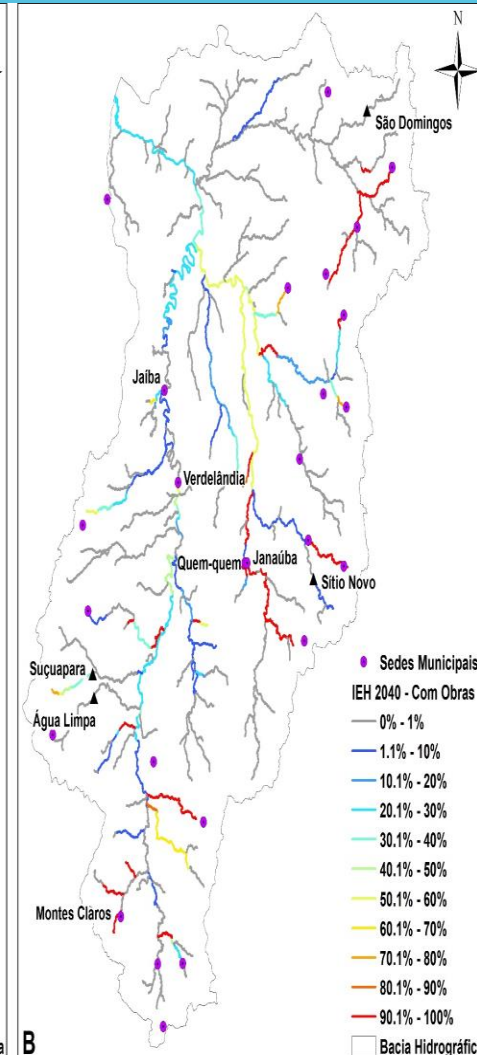 N
São Domingos
Jaíba
Verdelândia
Quem-quem
Janaúba
Sítio Novo
Suçuapara
Água Limpa
Montes Claros
Sedes Municipais
IEH 2040 - Com Obras
0% - 1%
1.1% - 10%
10.1% - 20%
20.1% - 30%
30.1% - 40%
40.1% - 50%
50.1% - 60%
60.1% - 70%
70.1% - 80%
80.1% - 90%
90.1% - 100%
a
B
Bacia